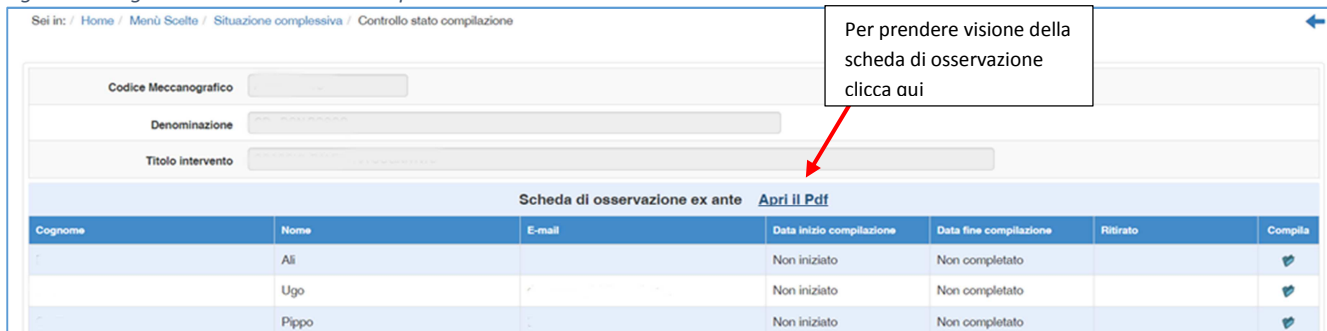 Sei in: / Home / Menù Scelte / Situazione complessiva / Controllo stato compilazione
Per prendere visione della
scheda di osservazione
clicca qui
Codice Meccanografico
Denominazione
Titolo intervento
Scheda di osservazione ex ante Apri il Pdf
Cognome Nome E-mail Data inizio compilazione Data fine compilazione Ritirato Compila
Ali Non iniziato Non completato
Ugo Non iniziato Non completato
Pippo Non iniziato Non completato